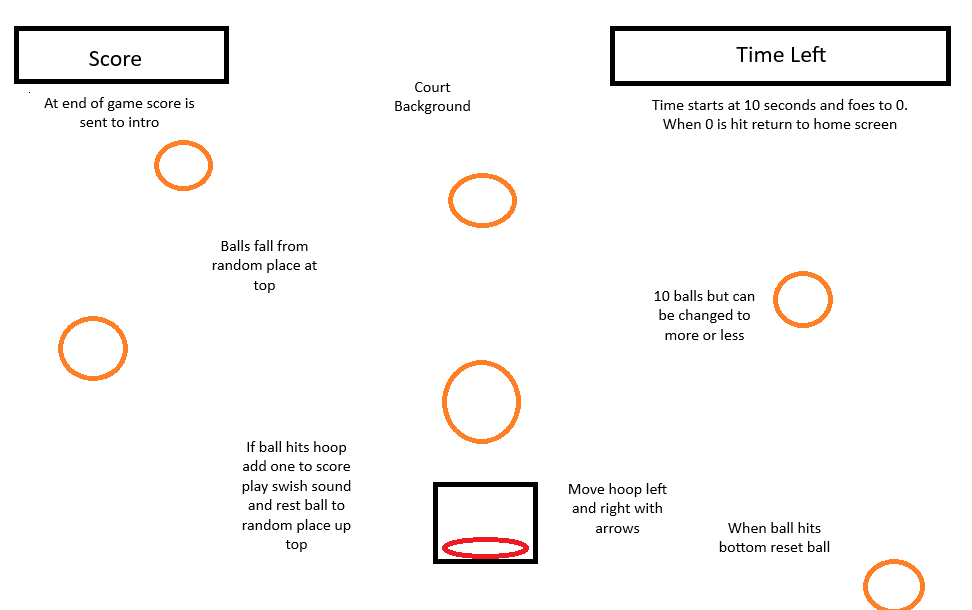 Score
Time Left
At end of game score is
sent to intro
Court
Background
Time starts at 10 seconds and foes to 0.
When 0 is hit return to home screen
Balls fall from
random place at
top
10 balls but can
be changed to
more or less
If ball hits hoop
add one to score
play swish sound
and rest ball to
random place up
top
Move hoop left
and right with
arrows
When ball hits
bottom reset ball